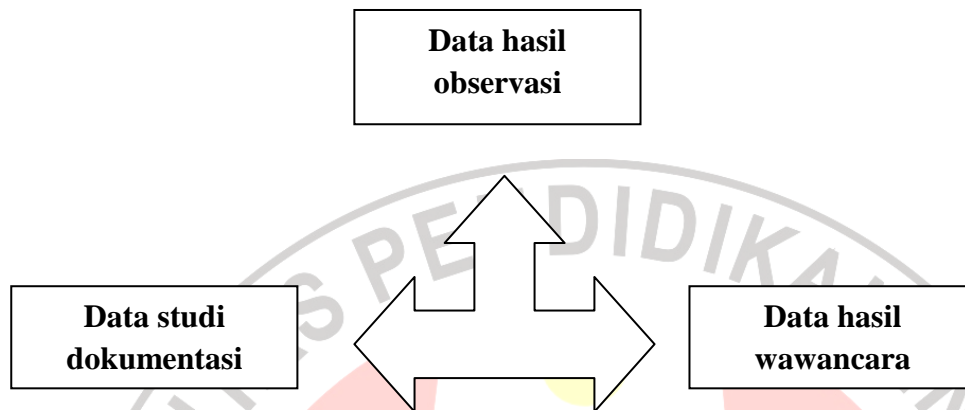 Data hasil
observasi
Data studi
dokumentasi
Data hasil
wawancara